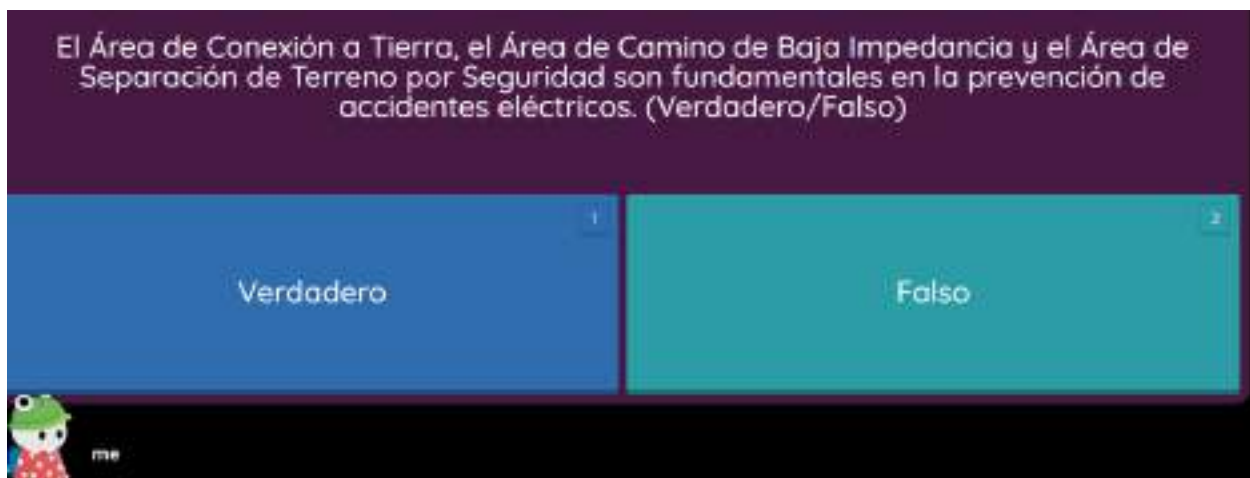 El Área de Conexión a Tierra, el Área de Camino de Baja Impedancia y el Área de
Separación de Terreno por Seguridad son fundamentales en la prevención de
accidentes eléctricos. (Verdadero/Falso)
1
2
Verdadero
Falso
me